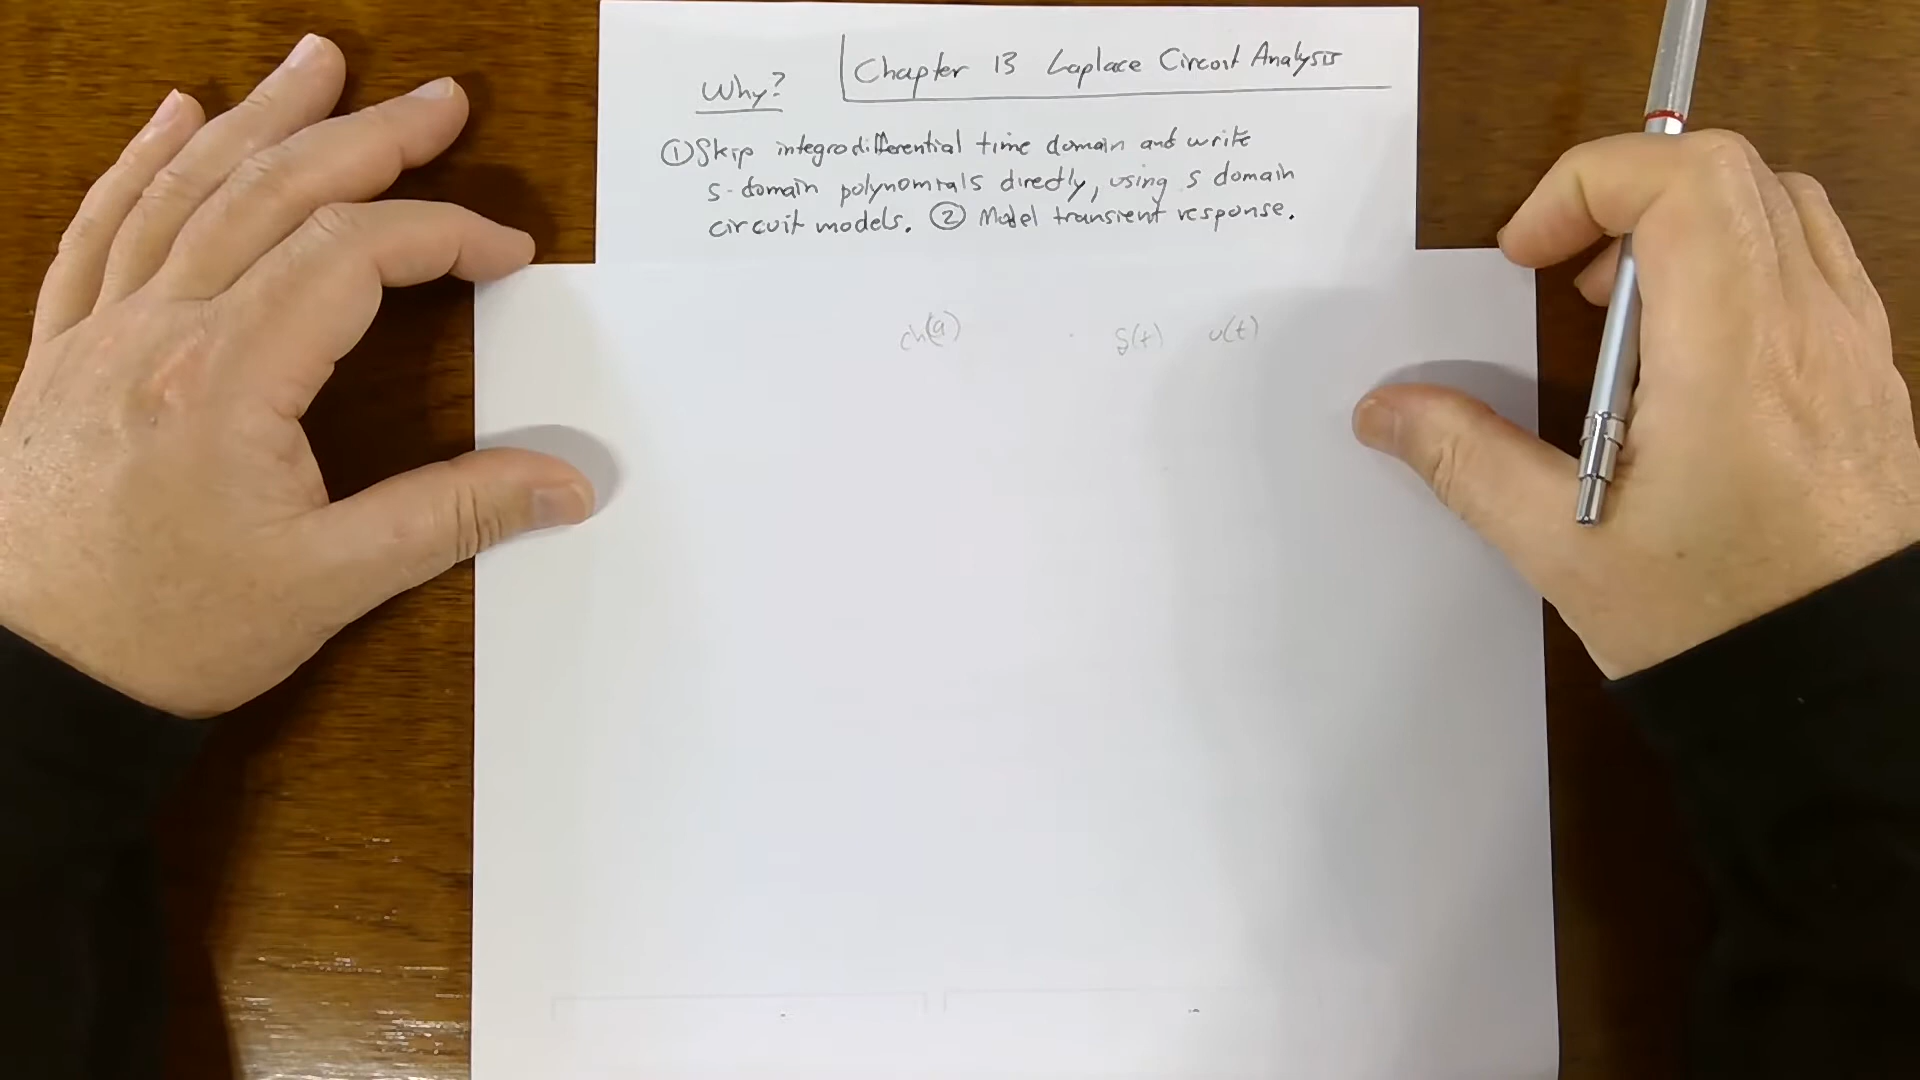 Chapter 13 Laplace Circuit Analysis
Why?
① Skip integrodifferential time domain and write
s-domain polynomials directly, using s domain
circuit models. ② Model transient response.
δ(t) u(t)